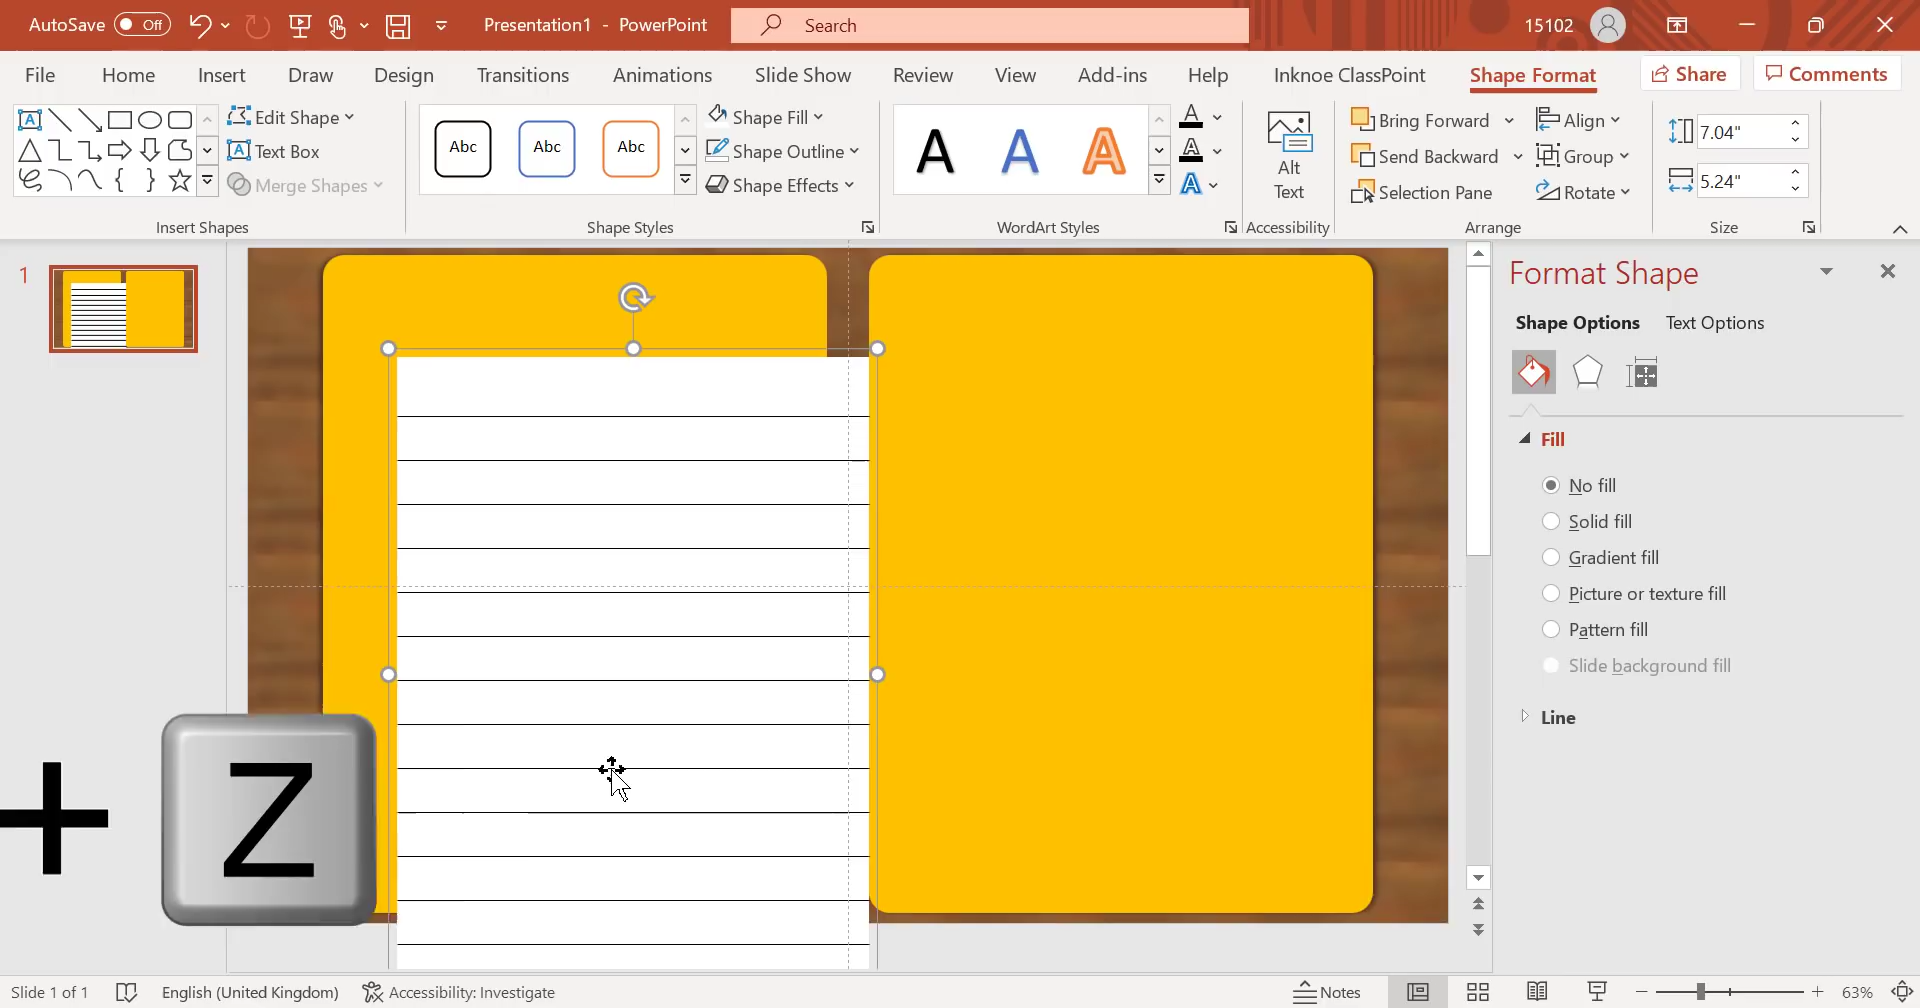 AutoSave Off Presentation1 - PowerPoint Search 15102
File Home Insert Draw Design Transitions Animations Slide Show Review View Add-ins Help Inknoe ClassPoint Shape Format Share Comments
A Edit Shape Abc Abc Abc Shape Fill A A A A Bring Forward Align 7.04"
A Text Box Shape Outline A Alt Text Send Backward Group
Merge Shapes Shape Effects A Selection Pane Rotate 5.24"
Insert Shapes Shape Styles WordArt Styles Accessibility Arrange Size
1
Format Shape
Shape Options Text Options
Fill
No fill
Solid fill
Gradient fill
Picture or texture fill
Pattern fill
Slide background fill
Line
+ Z
Slide 1 of 1 English (United Kingdom) Accessibility: Investigate Notes 63%